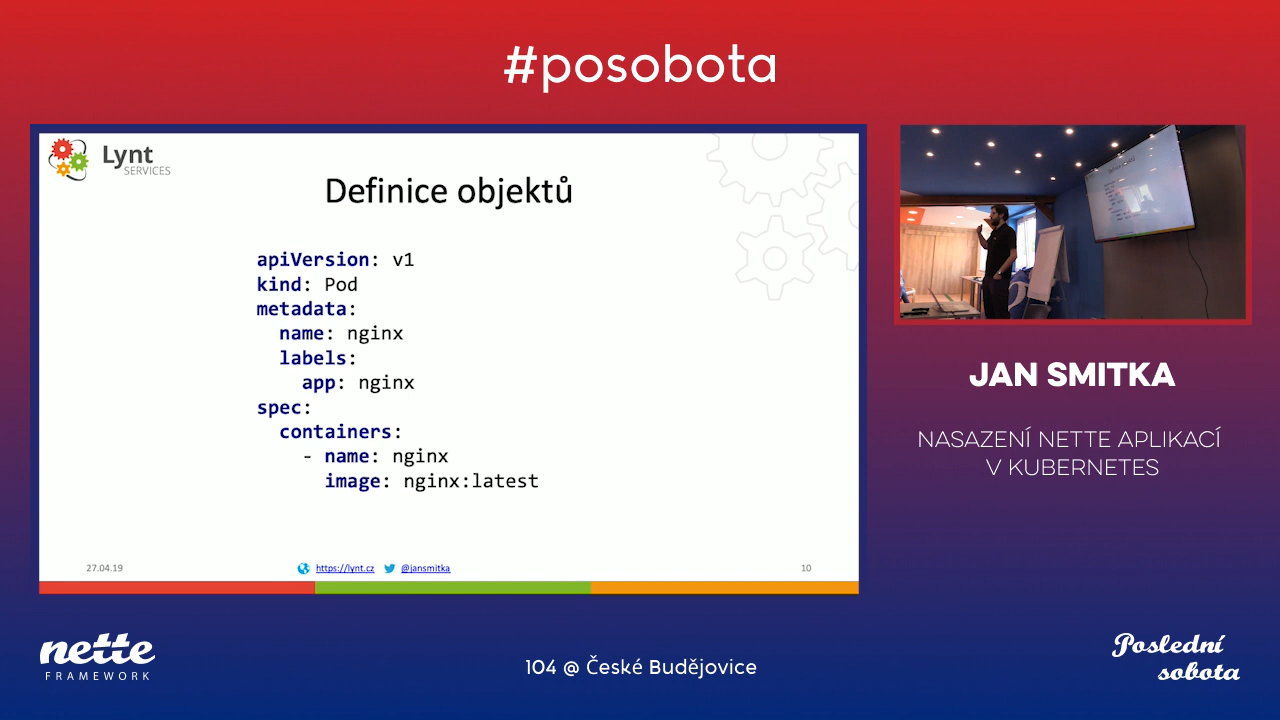 #posobota
Lynt
SERVICES
Definice objektů
apiVersion: v1
kind: Pod
metadata:
  name: nginx
  labels:
    app: nginx
spec:
  containers:
    - name: nginx
      image: nginx:latest
27.04.19
https://lynt.cz
@jansmitka
10
JAN SMITKA
NASAZENÍ NETTE APLIKACÍ
V KUBERNETES
nette
FRAMEWORK
104 @ České Budějovice
Poslední
sobota